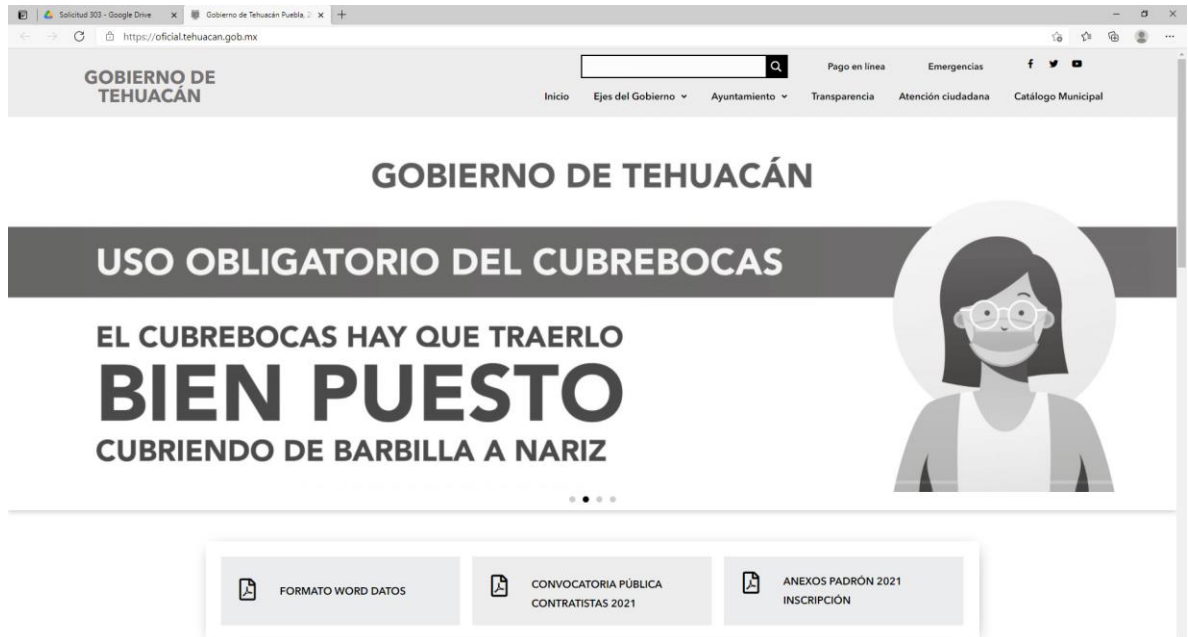 Solicitud 303 - Google Drive
Gobierno de Tehuacán Puebla, 2
https://oficial.tehuacan.gob.mx
GOBIERNO DE
TEHUACÁN
Pago en línea
Emergencias
Inicio
Ejes del Gobierno
Ayuntamiento
Transparencia
Atención ciudadana
Catálogo Municipal
GOBIERNO DE TEHUACÁN
USO OBLIGATORIO DEL CUBREBOCAS
EL CUBREBOCAS HAY QUE TRAERLO
BIEN PUESTO
CUBRIENDO DE BARBILLA A NARIZ
FORMATO WORD DATOS
CONVOCATORIA PÚBLICA
CONTRATISTAS 2021
ANEXOS PADRÓN 2021
INSCRIPCIÓN